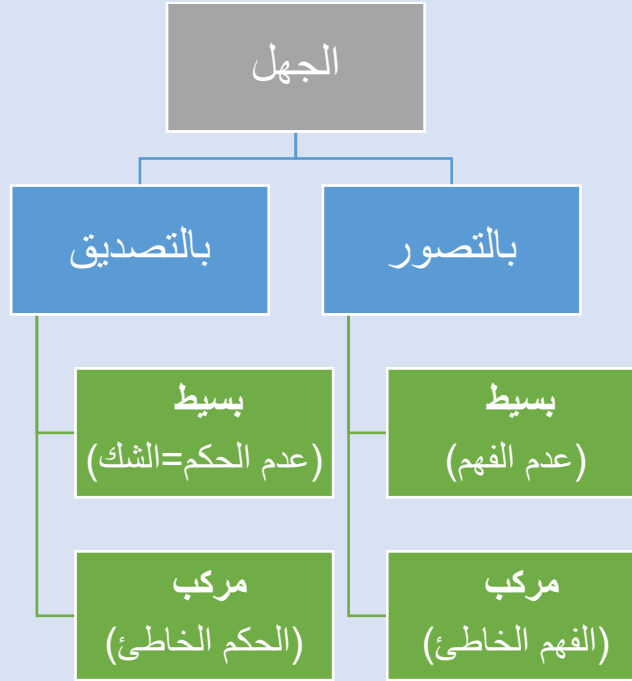 الجهل
بالتصور
بالتصديق
بسيط
(عدم الفهم)
مركب
(الفهم الخاطئ)
بسيط
(عدم الحكم=الشك)
مركب
(الحكم الخاطئ)